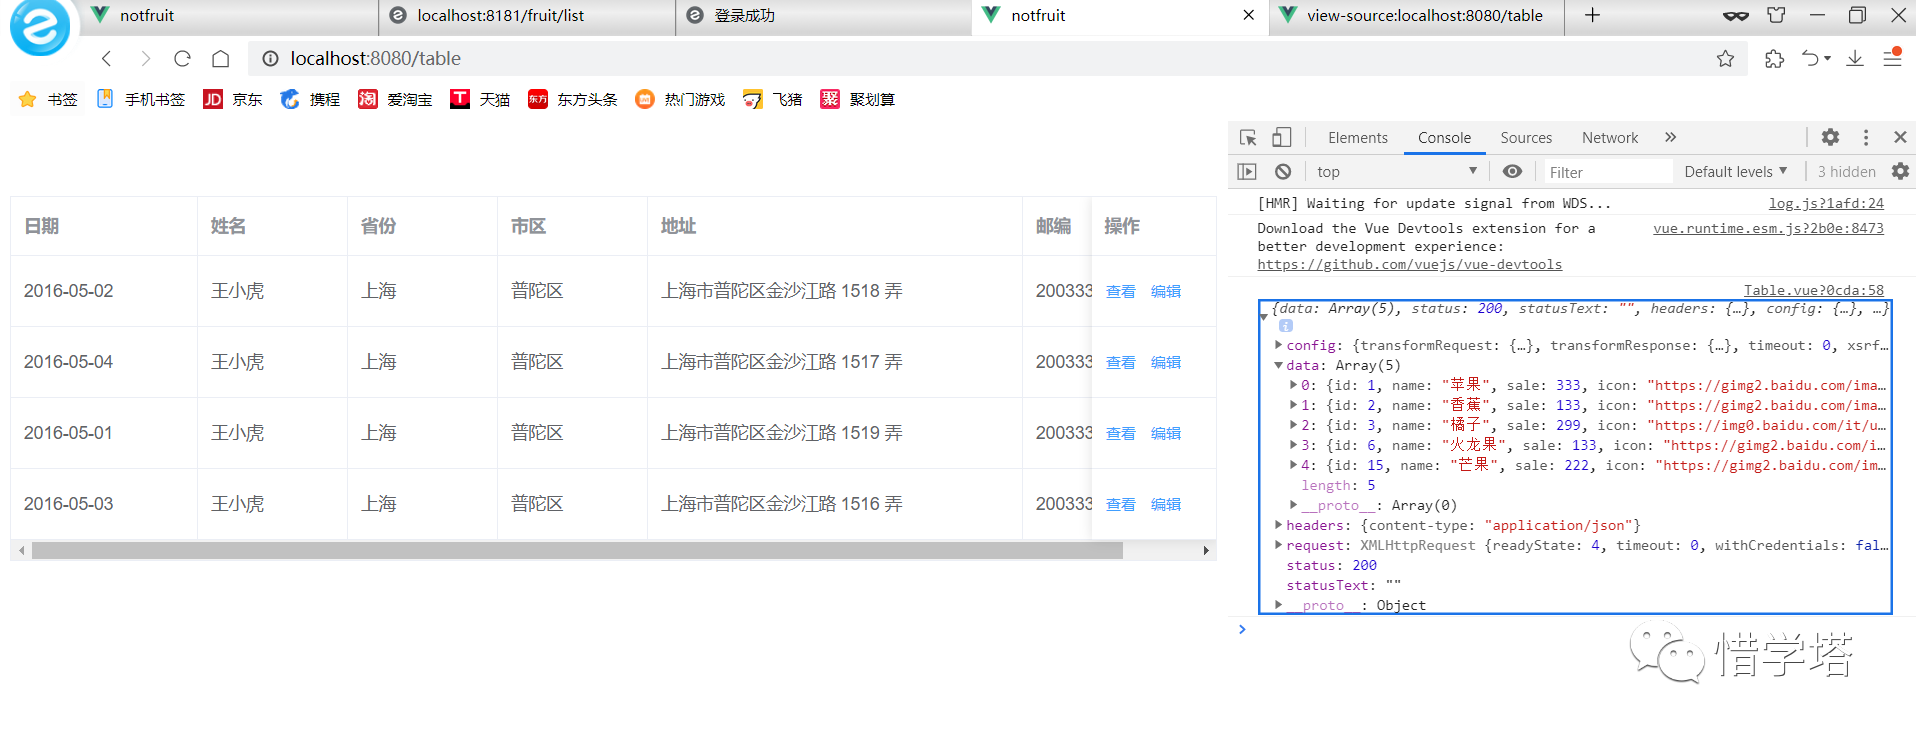 notfruit
localhost:8181/fruit/list
登录成功
notfruit
view-source:localhost:8080/table
localhost:8080/table
书签 手机书签 JD 京东 携程 淘 爱淘宝 T 天猫 东方 东方头条 热门游戏 飞猪 聚 聚划算
Elements Console Sources Network
top Filter Default levels ▼ 3 hidden
[HMR] Waiting for update signal from WDS... log.js?1afd:24
Download the Vue Devtools extension for a vue.runtime.esm.js?2b0e:8473
better development experience:
https://github.com/vuejs/vue-devtools
Table.vue?0cda:58
{data: Array(5), status: 200, statusText: "", headers: {…}, config: {…}, …}
config: {transformRequest: {…}, transformResponse: {…}, timeout: 0, xsrf…
data: Array(5)
0: {id: 1, name: "苹果", sale: 333, icon: "https://gimg2.baidu.com/ima…
1: {id: 2, name: "香蕉", sale: 133, icon: "https://gimg2.baidu.com/ima…
2: {id: 3, name: "橘子", sale: 299, icon: "https://img0.baidu.com/it/u…
3: {id: 6, name: "火龙果", sale: 133, icon: "https://gimg2.baidu.com/i…
4: {id: 15, name: "芒果", sale: 222, icon: "https://gimg2.baidu.com/im…
length: 5
__proto__: Array(0)
headers: {content-type: "application/json"}
request: XMLHttpRequest {readyState: 4, timeout: 0, withCredentials: fal…
status: 200
statusText: ""
__proto__: Object
日期 姓名 省份 市区 地址 邮编 操作
2016-05-02 王小虎 上海 普陀区 上海市普陀区金沙江路 1518 弄 200333 查看 编辑
2016-05-04 王小虎 上海 普陀区 上海市普陀区金沙江路 1517 弄 200333 查看 编辑
2016-05-01 王小虎 上海 普陀区 上海市普陀区金沙江路 1519 弄 200333 查看 编辑
2016-05-03 王小虎 上海 普陀区 上海市普陀区金沙江路 1516 弄 200333 查看 编辑
惜学塔